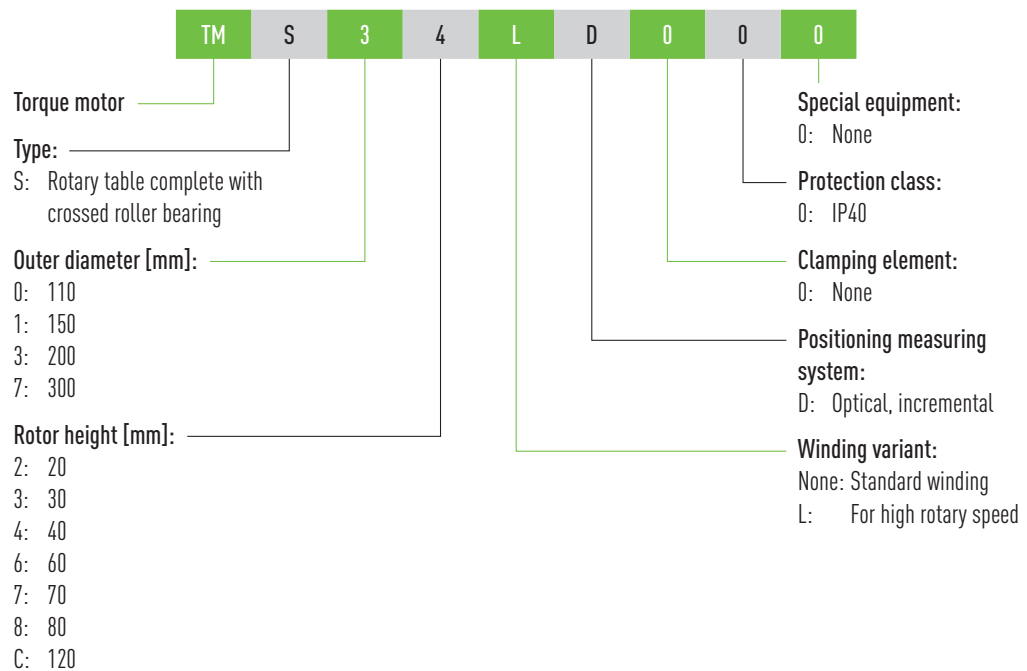 TM S 3 4 L D 0 0 0
Torque motor
Type:
S: Rotary table complete with
crossed roller bearing
Outer diameter [mm]:
0: 110
1: 150
3: 200
7: 300
Rotor height [mm]:
2: 20
3: 30
4: 40
6: 60
7: 70
8: 80
C: 120
Special equipment:
0: None
Protection class:
0: IP40
Clamping element:
0: None
Positioning measuring
system:
D: Optical, incremental
Winding variant:
None: Standard winding
L: For high rotary speed